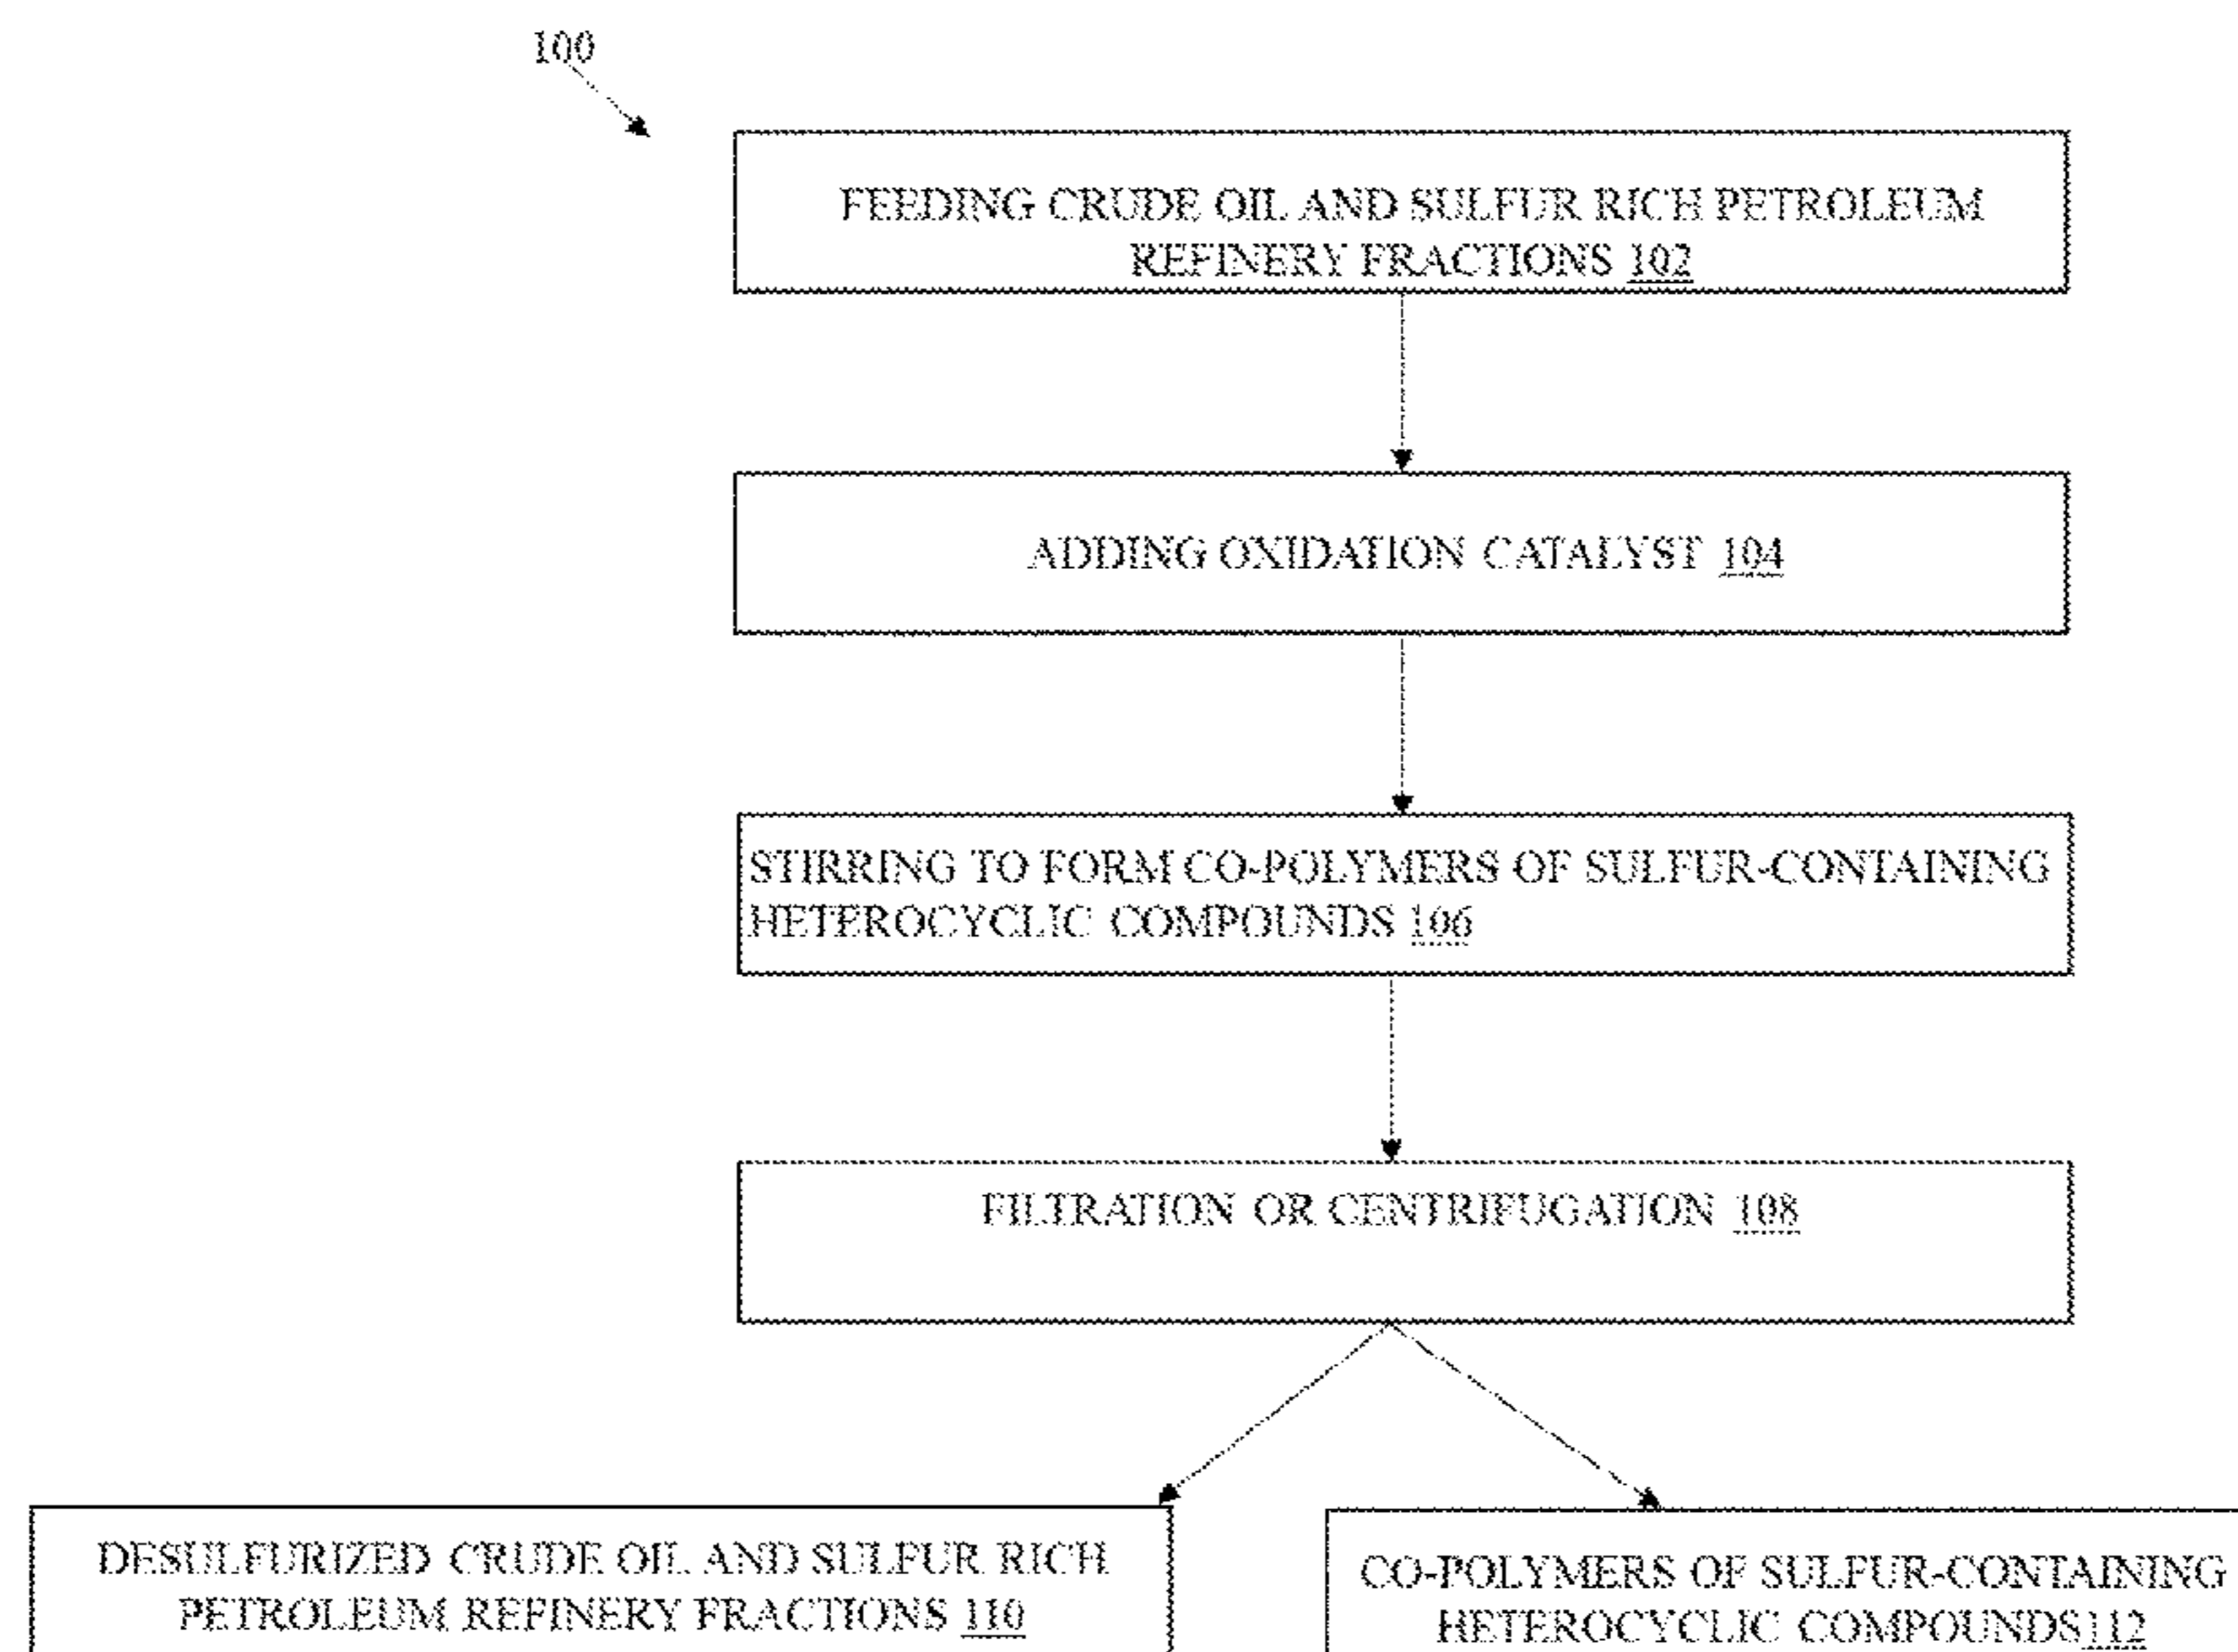 100
FEEDING CRUDE OIL AND SULFUR RICH PETROLEUM
REFINERY FRACTIONS 102
ADDING OXIDATION CATALYST 104
STIRRING TO FORM CO-POLYMERS OF SULFUR-CONTAINING
HETEROCYCLIC COMPOUNDS 106
FILTRATION OR CENTRIFUGATION 108
DESULFURIZED CRUDE OIL AND SULFUR RICH
PETROLEUM REFINERY FRACTIONS 110
CO-POLYMERS OF SULFUR-CONTAINING
HETEROCYCLIC COMPOUNDS112